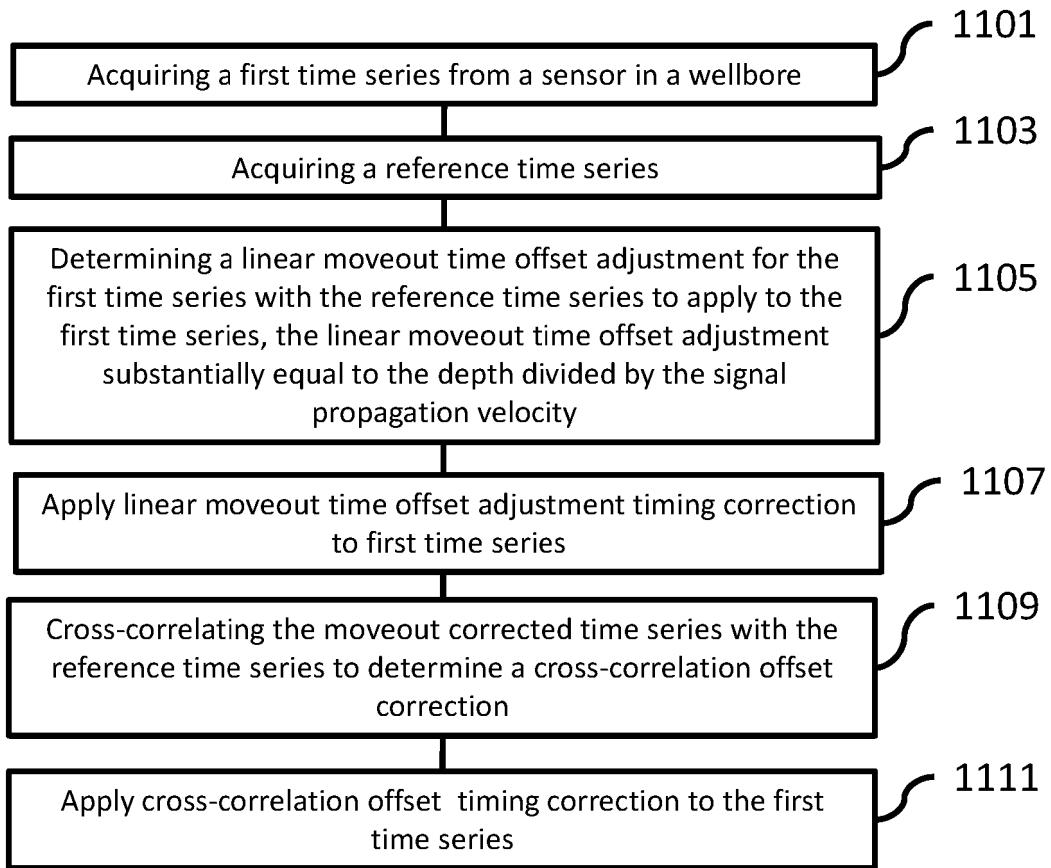 1101
Acquiring a first time series from a sensor in a wellbore
1103
Acquiring a reference time series
1105
Determining a linear moveout time offset adjustment for the
first time series with the reference time series to apply to the
first time series, the linear moveout time offset adjustment
substantially equal to the depth divided by the signal
propagation velocity
1107
Apply linear moveout time offset adjustment timing correction
to first time series
1109
Cross-correlating the moveout corrected time series with the
reference time series to determine a cross-correlation offset
correction
1111
Apply cross-correlation offset timing correction to the first
time series